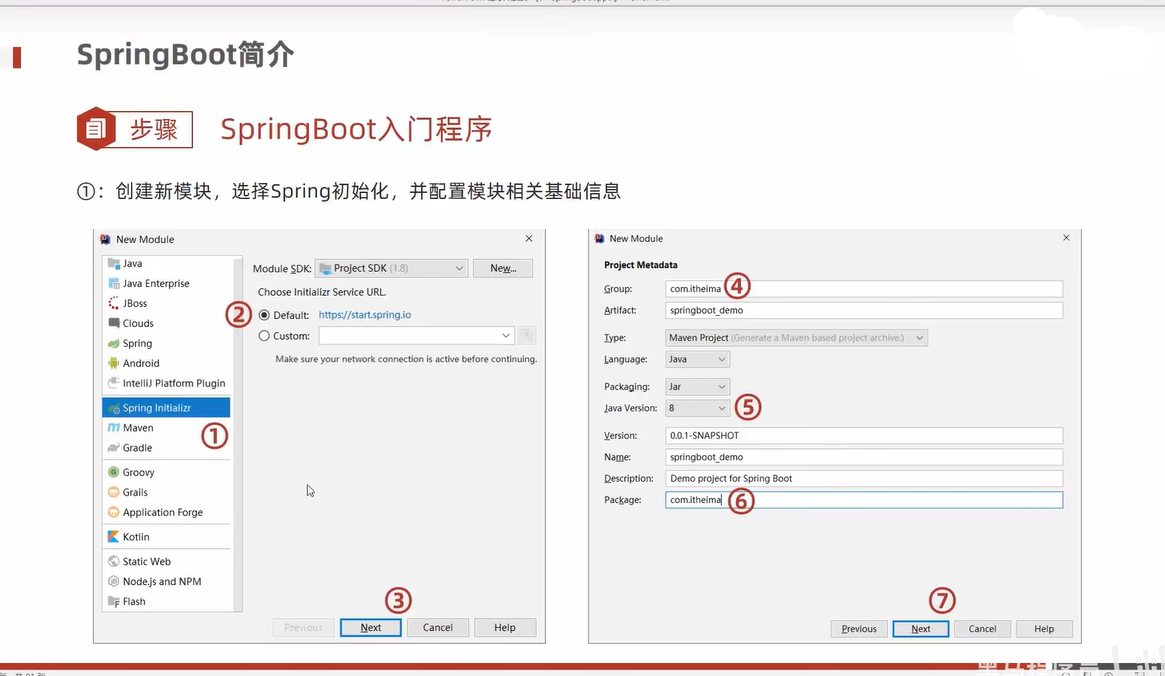 SpringBoot简介
步骤
SpringBoot入门程序
①：创建新模块，选择Spring初始化，并配置模块相关基础信息
New Module
Java
Java Enterprise
JBoss
Clouds
Spring
Android
IntelliJ Platform Plugin
Spring Initializr
①
Maven
Gradle
Groovy
Grails
Application Forge
Kotlin
Static Web
Node.js and NPM
Flash
Module SDK: Project SDK (1.8) New...
Choose Initializr Service URL.
② Default: https://start.spring.io
Custom:
Make sure your network connection is active before continuing.
③
Previous Next Cancel Help
New Module
Project Metadata
Group: com.itheima ④
Artifact: springboot_demo
Type: Maven Project (Generate a Maven based project archive.)
Language: Java
Packaging: Jar
Java Version: 8 ⑤
Version: 0.0.1-SNAPSHOT
Name: springboot_demo
Description: Demo project for Spring Boot
Package: com.itheima ⑥
⑦
Previous Next Cancel Help